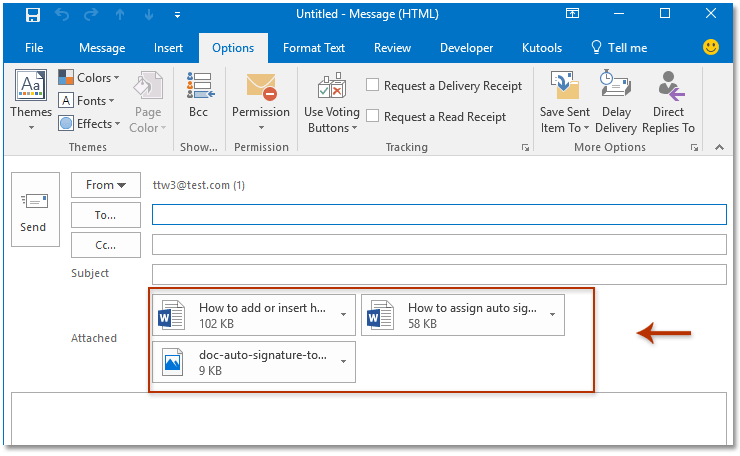 Untitled - Message (HTML)
File Message Insert Options Format Text Review Developer Kutools Tell me
Themes
Colors
Fonts
Effects
Page Color
Themes
Bcc
Show...
Permission
Permission
Use Voting Buttons
Request a Delivery Receipt
Request a Read Receipt
Tracking
Save Sent Item To
Delay Delivery
Direct Replies To
More Options
Send
From
ttw3@test.com (1)
To...
Cc...
Subject
Attached
How to add or insert h...
102 KB
How to assign auto sig...
58 KB
doc-auto-signature-to...
9 KB